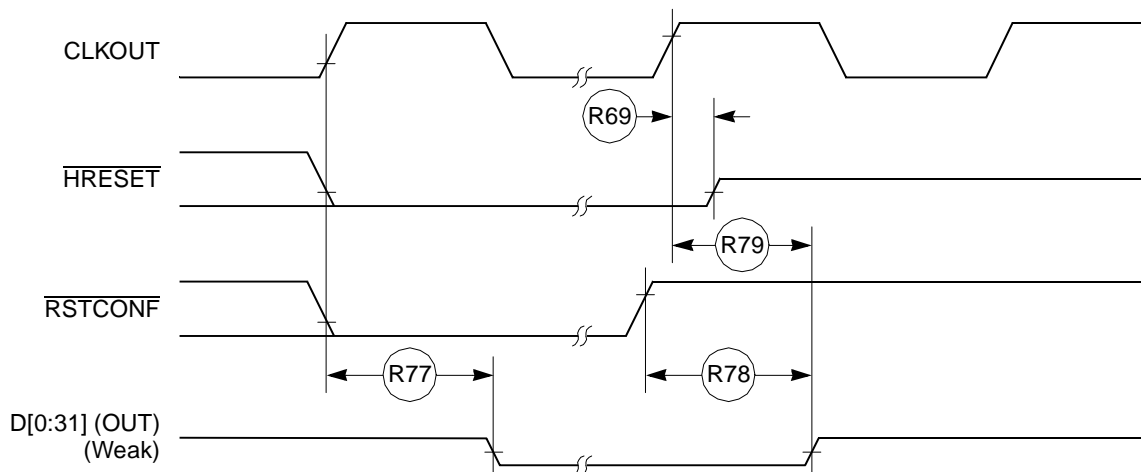 CLKOUT
R69
HRESET
R79
RSTCONF
R77
R78
D[0:31] (OUT)
(Weak)